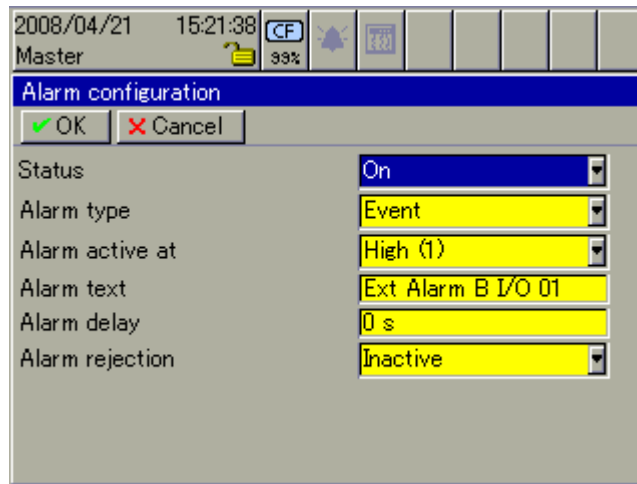 2008/04/21 15:21:38 CF
Master 99%
Alarm configuration
OK Cancel
Status On
Alarm type Event
Alarm active at High (1)
Alarm text Ext Alarm B I/O 01
Alarm delay 0 s
Alarm rejection Inactive